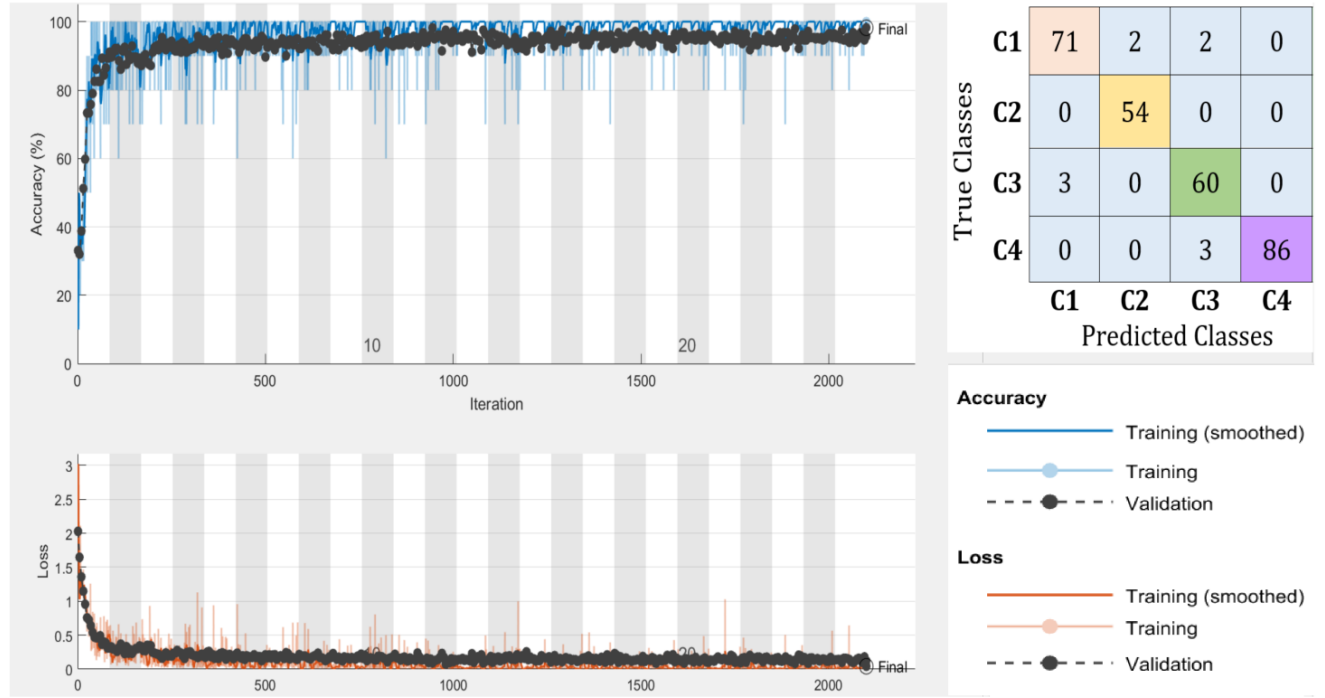 100
80
60
40
20
0
Accuracy (%)
Final
10
20
0
500
1000
1500
2000
Iteration
3
2.5
2
1.5
1
0.5
0
Loss
Final
20
0
500
1000
1500
2000
True Classes
C1 71 2 2 0
C2 0 54 0 0
C3 3 0 60 0
C4 0 0 3 86
C1 C2 C3 C4
Predicted Classes
Accuracy
Training (smoothed)
Training
Validation
Loss
Training (smoothed)
Training
Validation